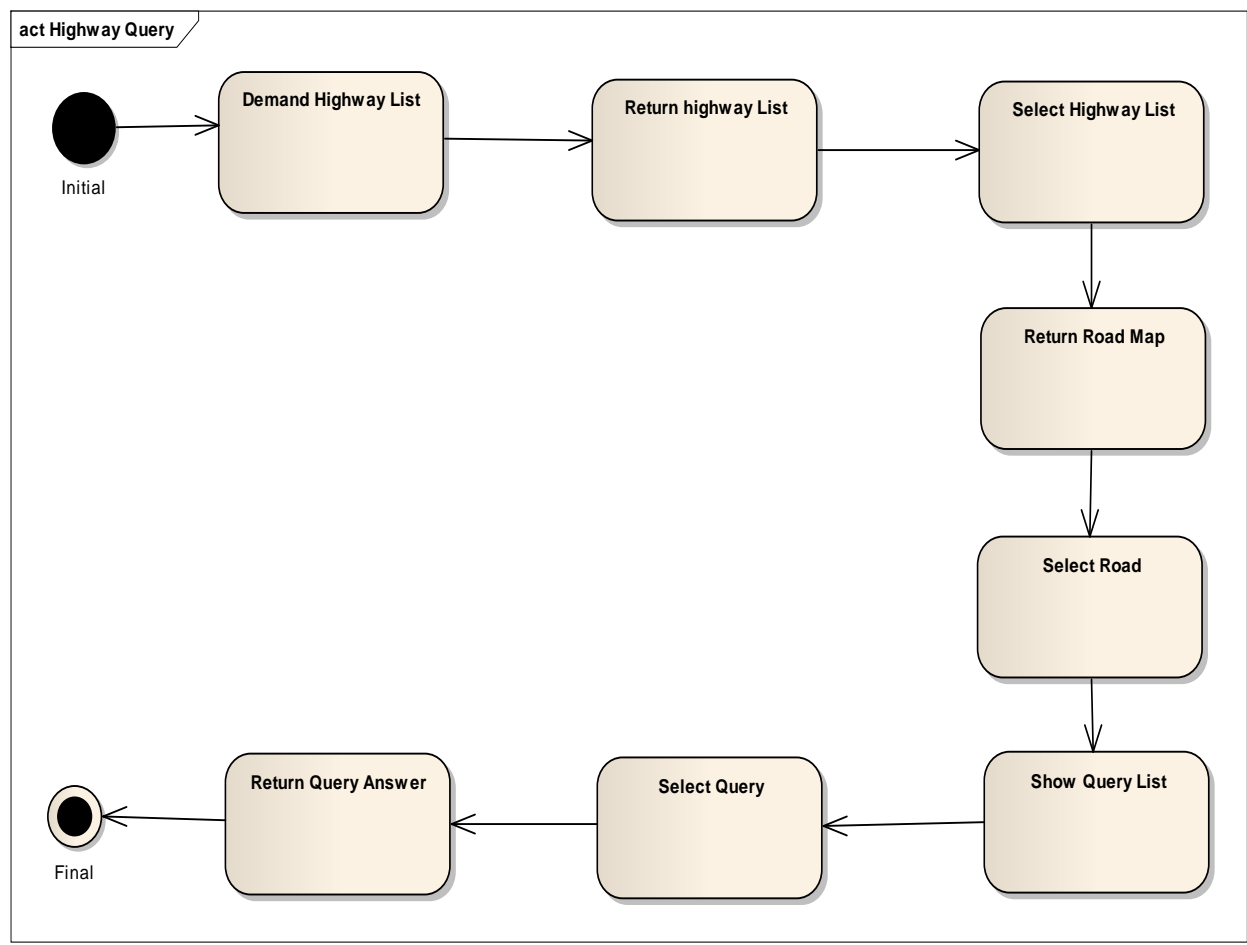 act Highway Query
Demand Highway List
Return highway List
Select Highway List
Initial
Return Road Map
Select Road
Show Query List
Select Query
Return Query Answer
Final